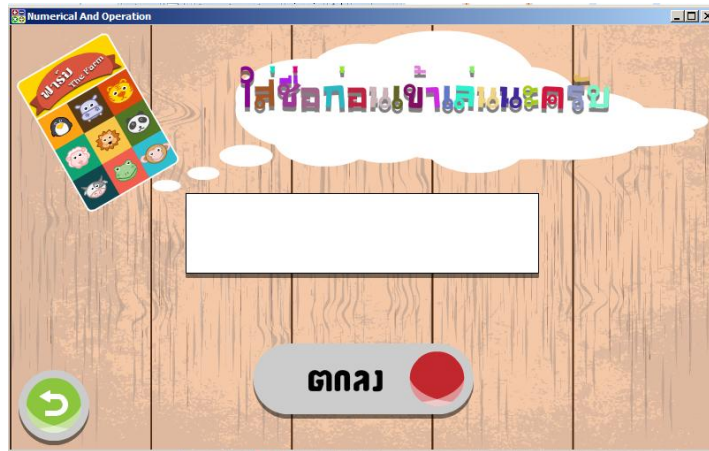 Numerical And Operation
ฟาร์ม
The Farm
ใส่ชื่อก่อนเข้าเล่นนะครับ
ตกลง